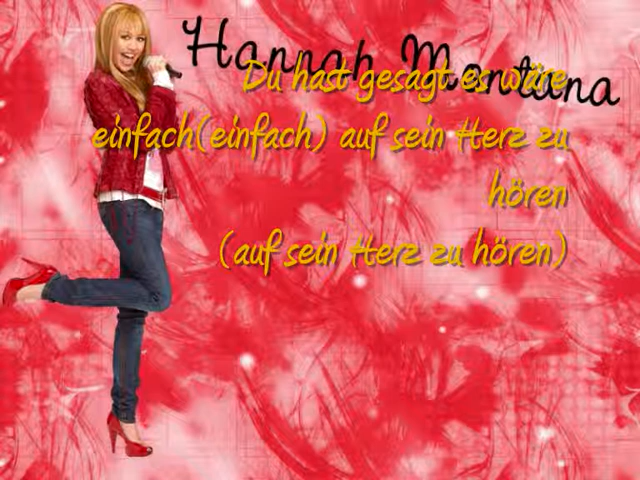 Hannah Montana
Du hast gesagt es wäre
einfach(einfach) auf sein Herz zu
hören
(auf sein Herz zu hören)